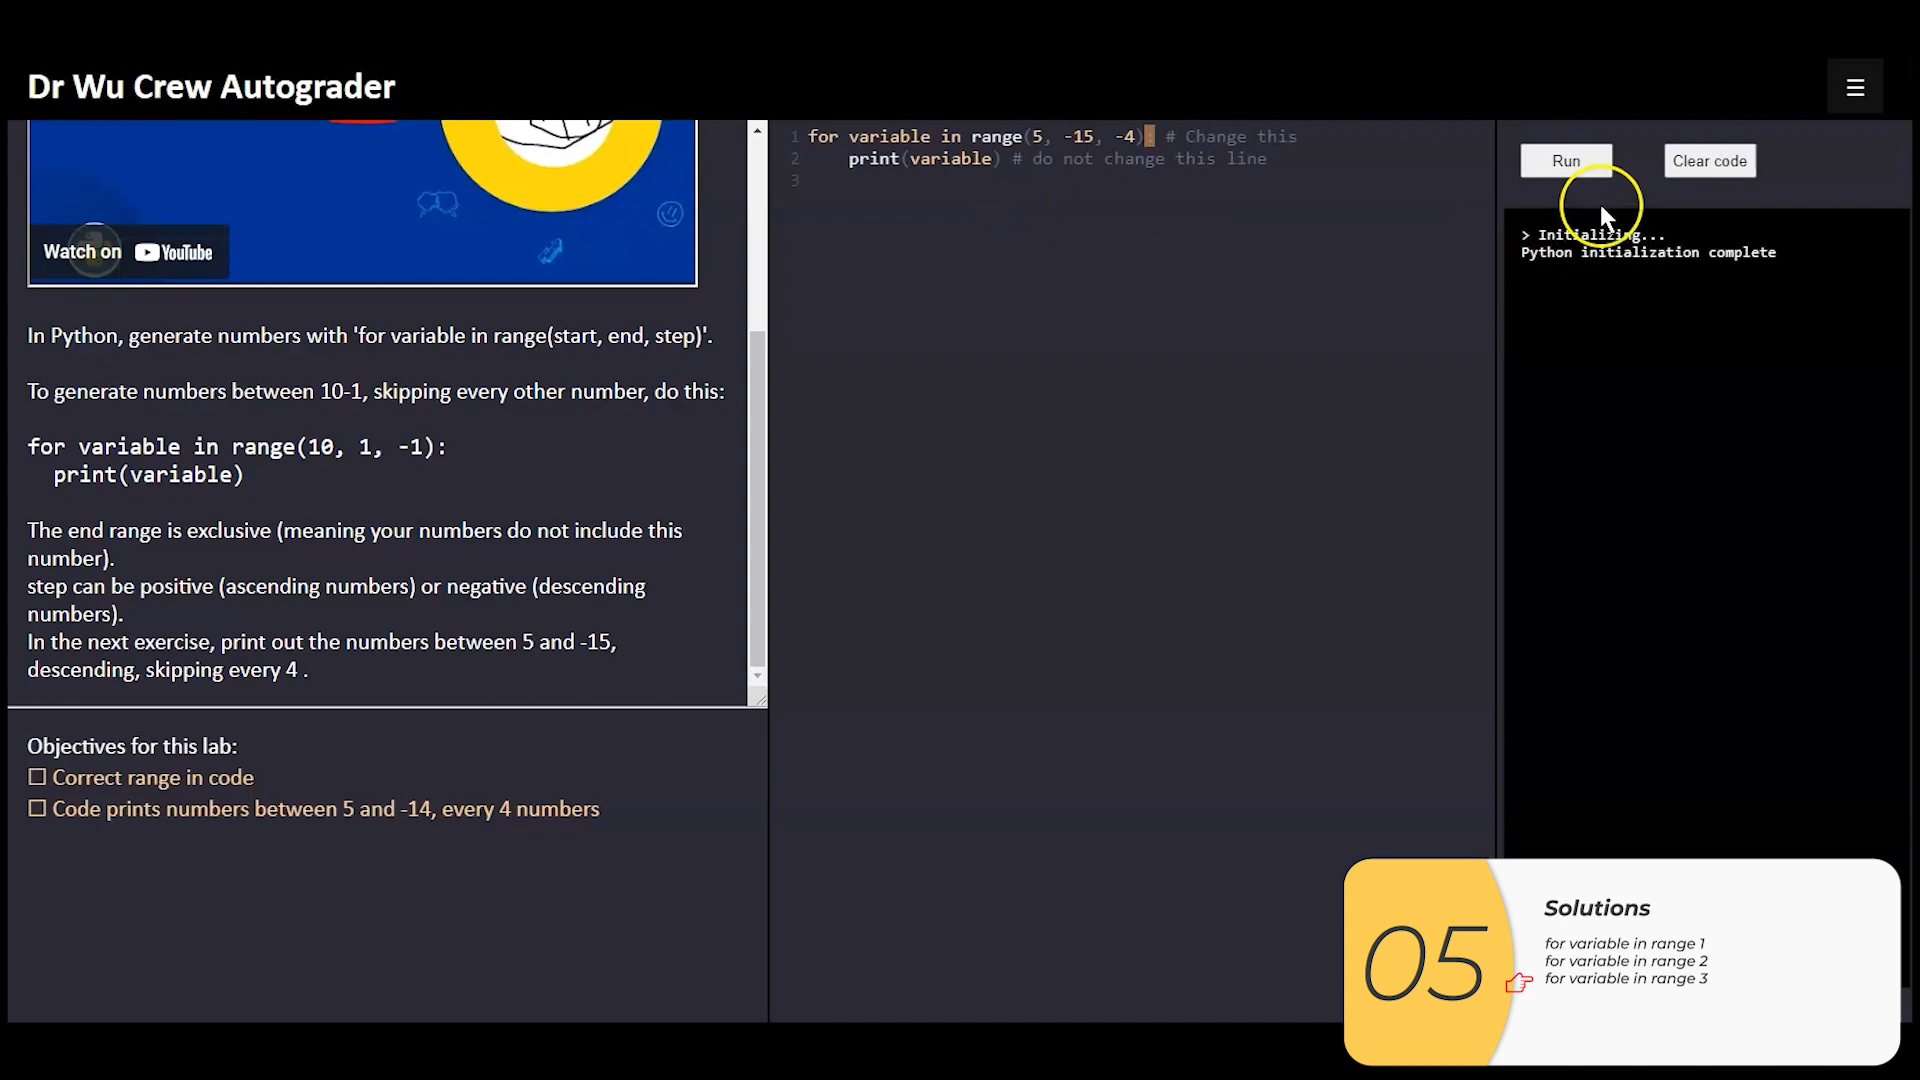 Dr Wu Crew Autograder
☰
Watch on YouTube
In Python, generate numbers with 'for variable in range(start, end, step)'.
To generate numbers between 10-1, skipping every other number, do this:
for variable in range(10, 1, -1):
print(variable)
The end range is exclusive (meaning your numbers do not include this
number).
step can be positive (ascending numbers) or negative (descending
numbers).
In the next exercise, print out the numbers between 5 and -15,
descending, skipping every 4 .
Objectives for this lab:
☐ Correct range in code
☐ Code prints numbers between 5 and -14, every 4 numbers
1 for variable in range(5, -15, -4): # Change this
2 print(variable) # do not change this line
3
Run Clear code
> Initializing...
Python initialization complete
05
Solutions
for variable in range 1
for variable in range 2
for variable in range 3